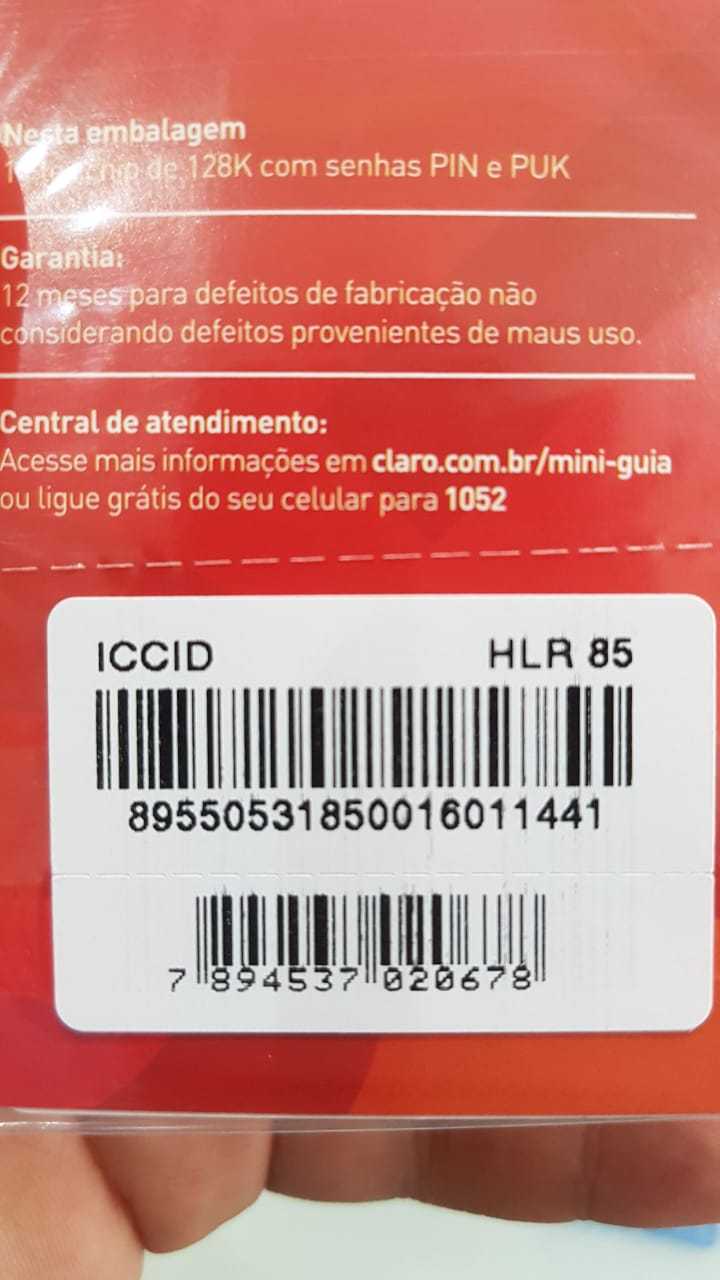 Nesta embalagem
chip de 128K com senhas PIN e PUK
Garantia:
12 meses para defeitos de fabricação não
considerando defeitos provenientes de maus uso.
Central de atendimento:
Acesse mais informações em claro.com.br/mini-guia
ou ligue grátis do seu celular para 1052
ICCID HLR 85
89550531850016011441
7 894537 020678